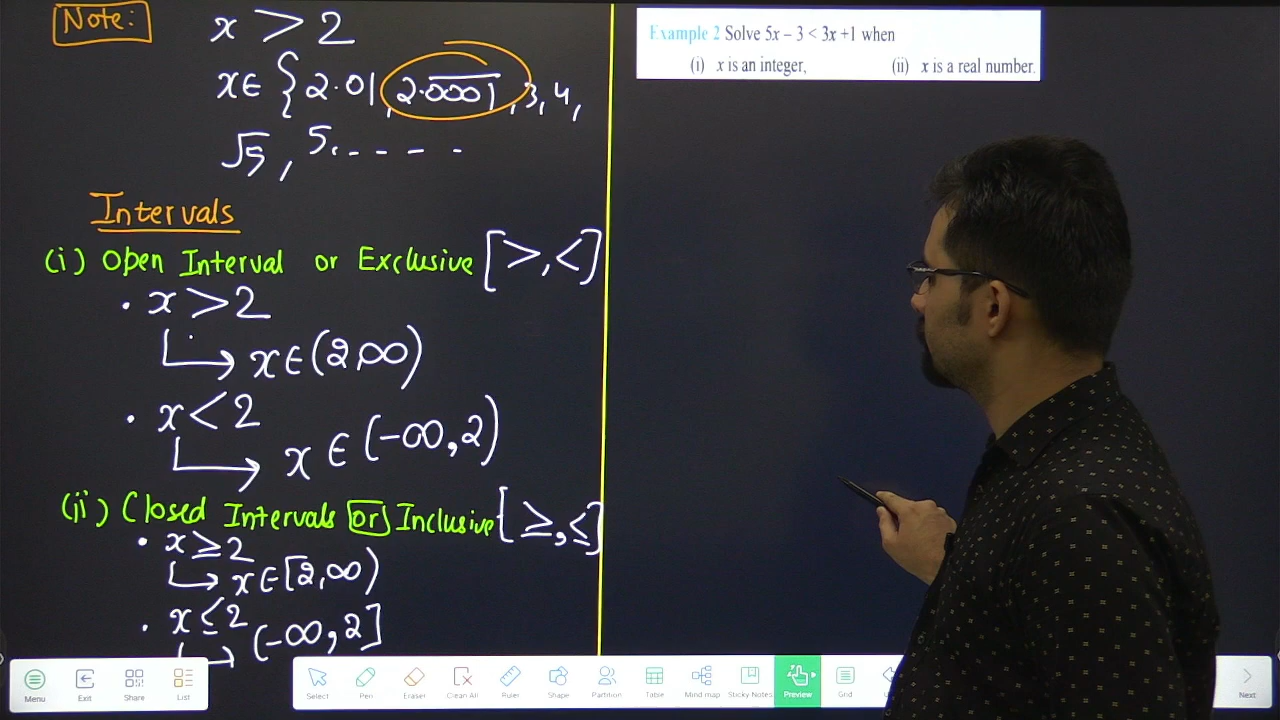 Note:
x > 2
x ∈ { 2.01, 2.0001, 3, 4,
√5, 5. - - - -
Intervals
(i) Open Interval or Exclusive [>, <]
• x > 2
x ∈ (2, ∞)
• x < 2
x ∈ (-∞, 2)
(ii) Closed Intervals or Inclusive [≥, ≤]
• x ≥ 2
x ∈ [2, ∞)
• x ≤ 2
(-∞, 2]
Example 2 Solve 5x – 3 < 3x +1 when
(i) x is an integer, (ii) x is a real number.
Menu Exit Share List Select Pen Eraser Clean All Ruler Shape Partition Table Mind map Sticky Notes Preview Grid Next